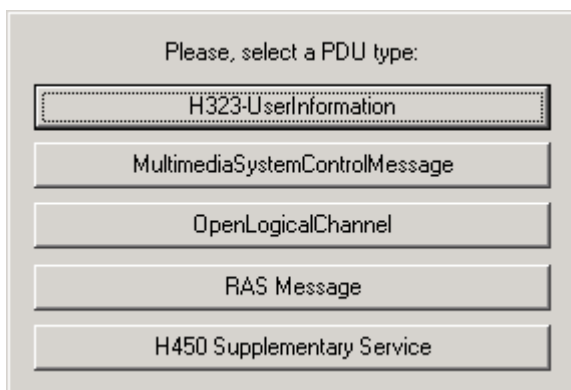 Please, select a PDU type:
H323-UserInformation
MultimediaSystemControlMessage
OpenLogicalChannel
RAS Message
H450 Supplementary Service